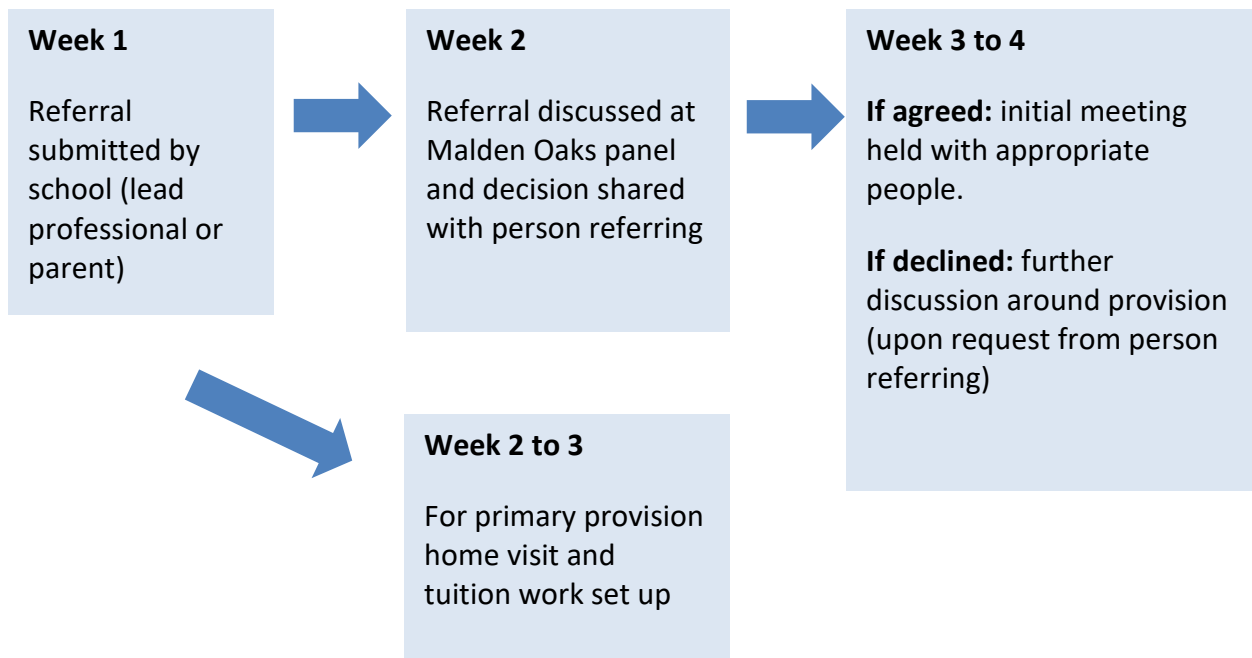 Week 1
Referral
submitted by
school (lead
professional or
parent)
Week 2
Referral discussed at
Malden Oaks panel
and decision shared
with person referring
Week 3 to 4
If agreed: initial meeting
held with appropriate
people.
If declined: further
discussion around provision
(upon request from person
referring)
Week 2 to 3
For primary provision
home visit and
tuition work set up